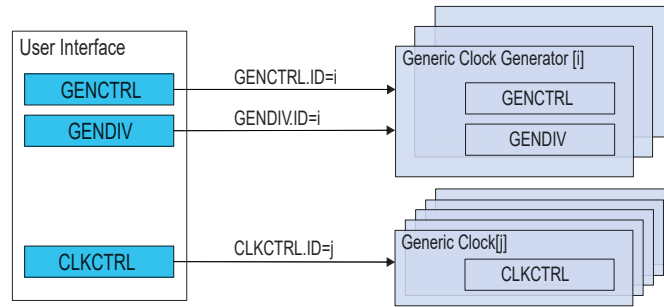 User Interface
GENCTRL
GENDIV
CLKCTRL
GENCTRL.ID=i
GENDIV.ID=i
CLKCTRL.ID=j
Generic Clock Generator [i]
GENCTRL
GENDIV
Generic Clock[j]
CLKCTRL